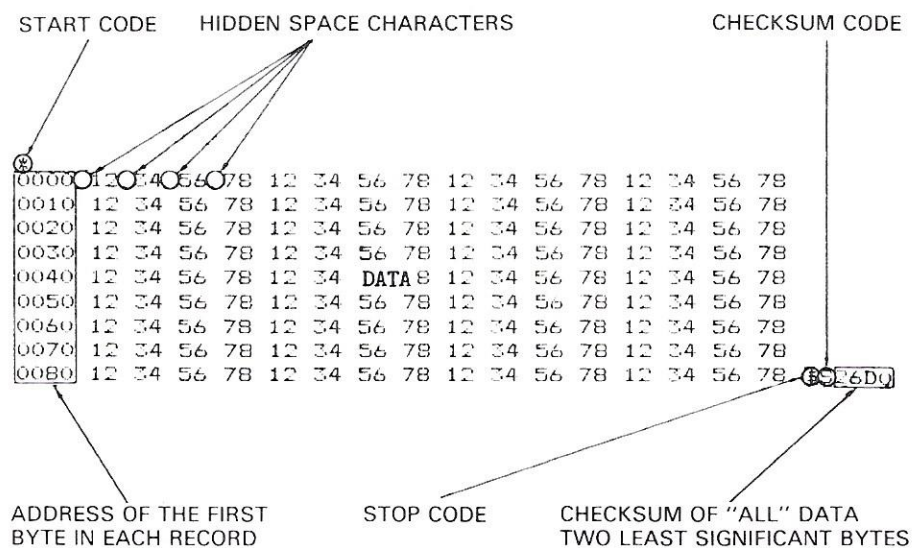 START CODE HIDDEN SPACE CHARACTERS CHECKSUM CODE
*
0000 12 34 56 78 12 34 56 78 12 34 56 78 12 34 56 78
0010 12 34 56 78 12 34 56 78 12 34 56 78 12 34 56 78
0020 12 34 56 78 12 34 56 78 12 34 56 78 12 34 56 78
0030 12 34 56 78 12 34 56 78 12 34 56 78 12 34 56 78
0040 12 34 56 78 12 34 DATA 8 12 34 56 78 12 34 56 78
0050 12 34 56 78 12 34 56 78 12 34 56 78 12 34 56 78
0060 12 34 56 78 12 34 56 78 12 34 56 78 12 34 56 78
0070 12 34 56 78 12 34 56 78 12 34 56 78 12 34 56 78
0080 12 34 56 78 12 34 56 78 12 34 56 78 12 34 56 78 $S26D0
ADDRESS OF THE FIRST STOP CODE CHECKSUM OF "ALL" DATA
BYTE IN EACH RECORD TWO LEAST SIGNIFICANT BYTES